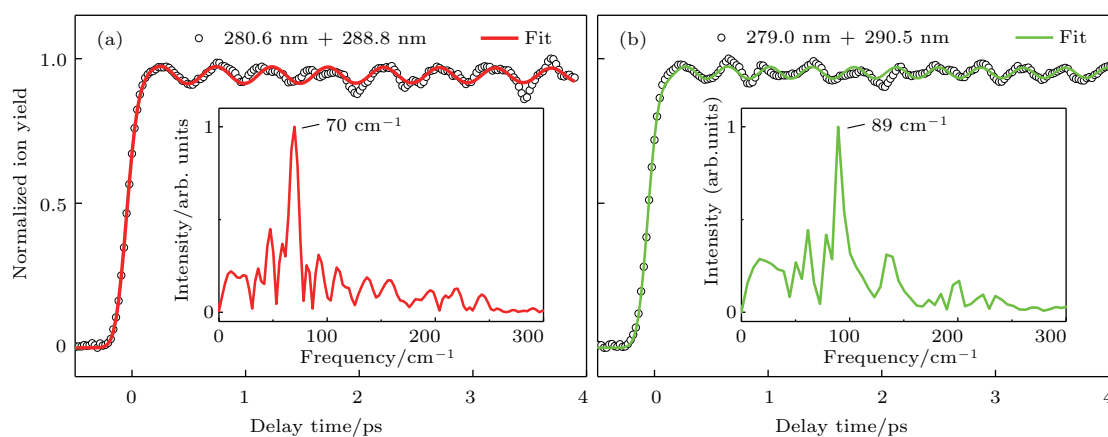 (a)
280.6 nm + 288.8 nm
Fit
1.0
0.5
0
Normalized ion yield
70 cm⁻¹
1
0
Intensity/arb. units
0 100 200 300
Frequency/cm⁻¹
0 1 2 3 4
Delay time/ps
(b)
279.0 nm + 290.5 nm
Fit
89 cm⁻¹
1
0
Intensity (arb.units)
0 100 200 300
Frequency/cm⁻¹
0 1 2 3 4
Delay time/ps